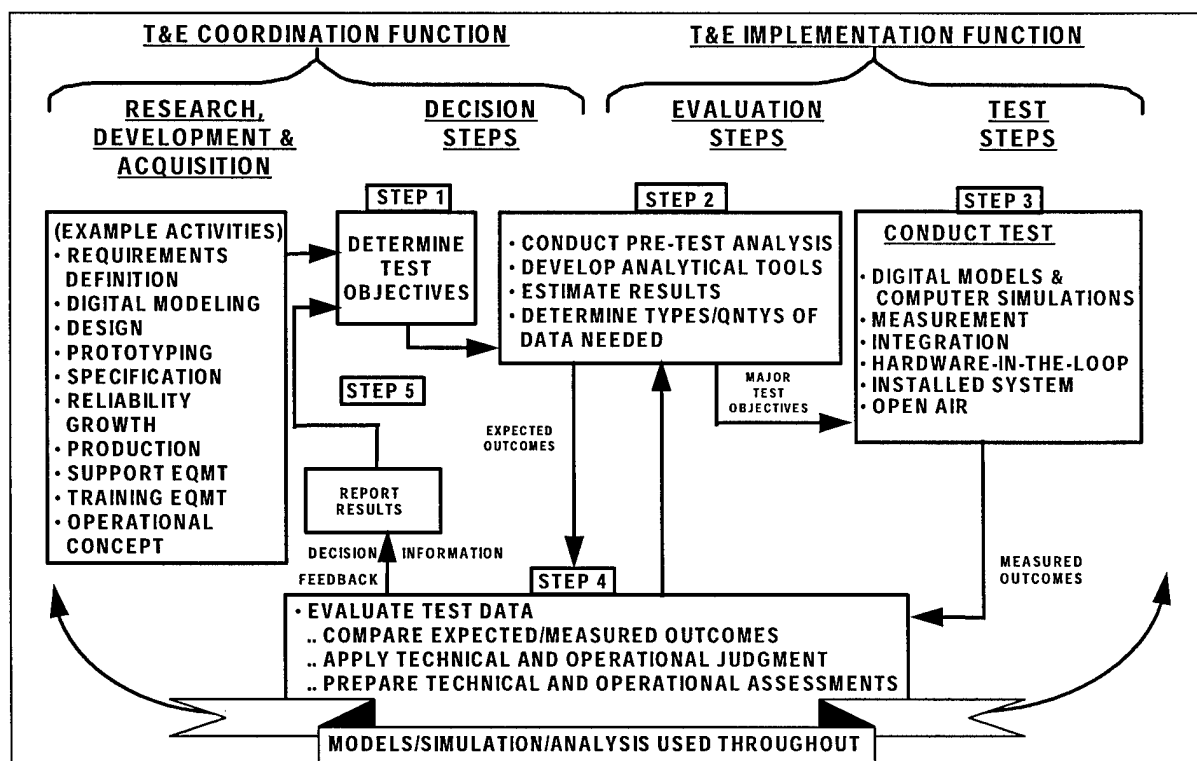 T&E COORDINATION FUNCTION
T&E IMPLEMENTATION FUNCTION
RESEARCH,
DEVELOPMENT &
ACQUISITION
DECISION
STEPS
EVALUATION
STEPS
TEST
STEPS
(EXAMPLE ACTIVITIES)
· REQUIREMENTS
DEFINITION
· DIGITAL MODELING
· DESIGN
· PROTOTYPING
· SPECIFICATION
· RELIABILITY
GROWTH
· PRODUCTION
· SUPPORT EQMT
· TRAINING EQMT
· OPERATIONAL
CONCEPT
STEP 1
DETERMINE
TEST
OBJECTIVES
STEP 2
· CONDUCT PRE-TEST ANALYSIS
· DEVELOP ANALYTICAL TOOLS
· ESTIMATE RESULTS
· DETERMINE TYPES/QNTYS OF
DATA NEEDED
STEP 3
CONDUCT TEST
· DIGITAL MODELS &
COMPUTER SIMULATIONS
· MEASUREMENT
· INTEGRATION
· HARDWARE-IN-THE-LOOP
· INSTALLED SYSTEM
· OPEN AIR
MAJOR
TEST
OBJECTIVES
EXPECTED
OUTCOMES
STEP 5
REPORT
RESULTS
DECISION INFORMATION
FEEDBACK
MEASURED
OUTCOMES
STEP 4
· EVALUATE TEST DATA
.. COMPARE EXPECTED/MEASURED OUTCOMES
.. APPLY TECHNICAL AND OPERATIONAL JUDGMENT
.. PREPARE TECHNICAL AND OPERATIONAL ASSESSMENTS
MODELS/SIMULATION/ANALYSIS USED THROUGHOUT